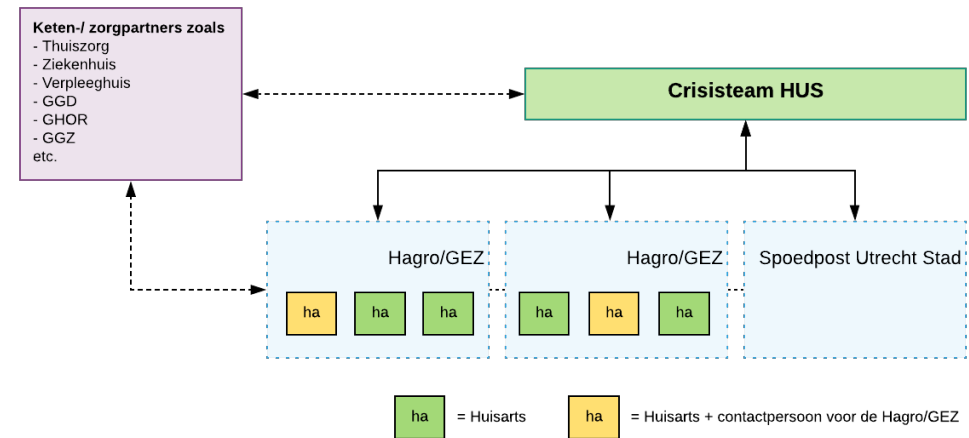 Keten-/ zorgpartners zoals
- Thuiszorg
- Ziekenhuis
- Verpleeghuis
- GGD
- GHOR
- GGZ
etc.
Crisisteam HUS
Hagro/GEZ
ha ha ha
Hagro/GEZ
ha ha ha
Spoedpost Utrecht Stad
ha = Huisarts
ha = Huisarts + contactpersoon voor de Hagro/GEZ